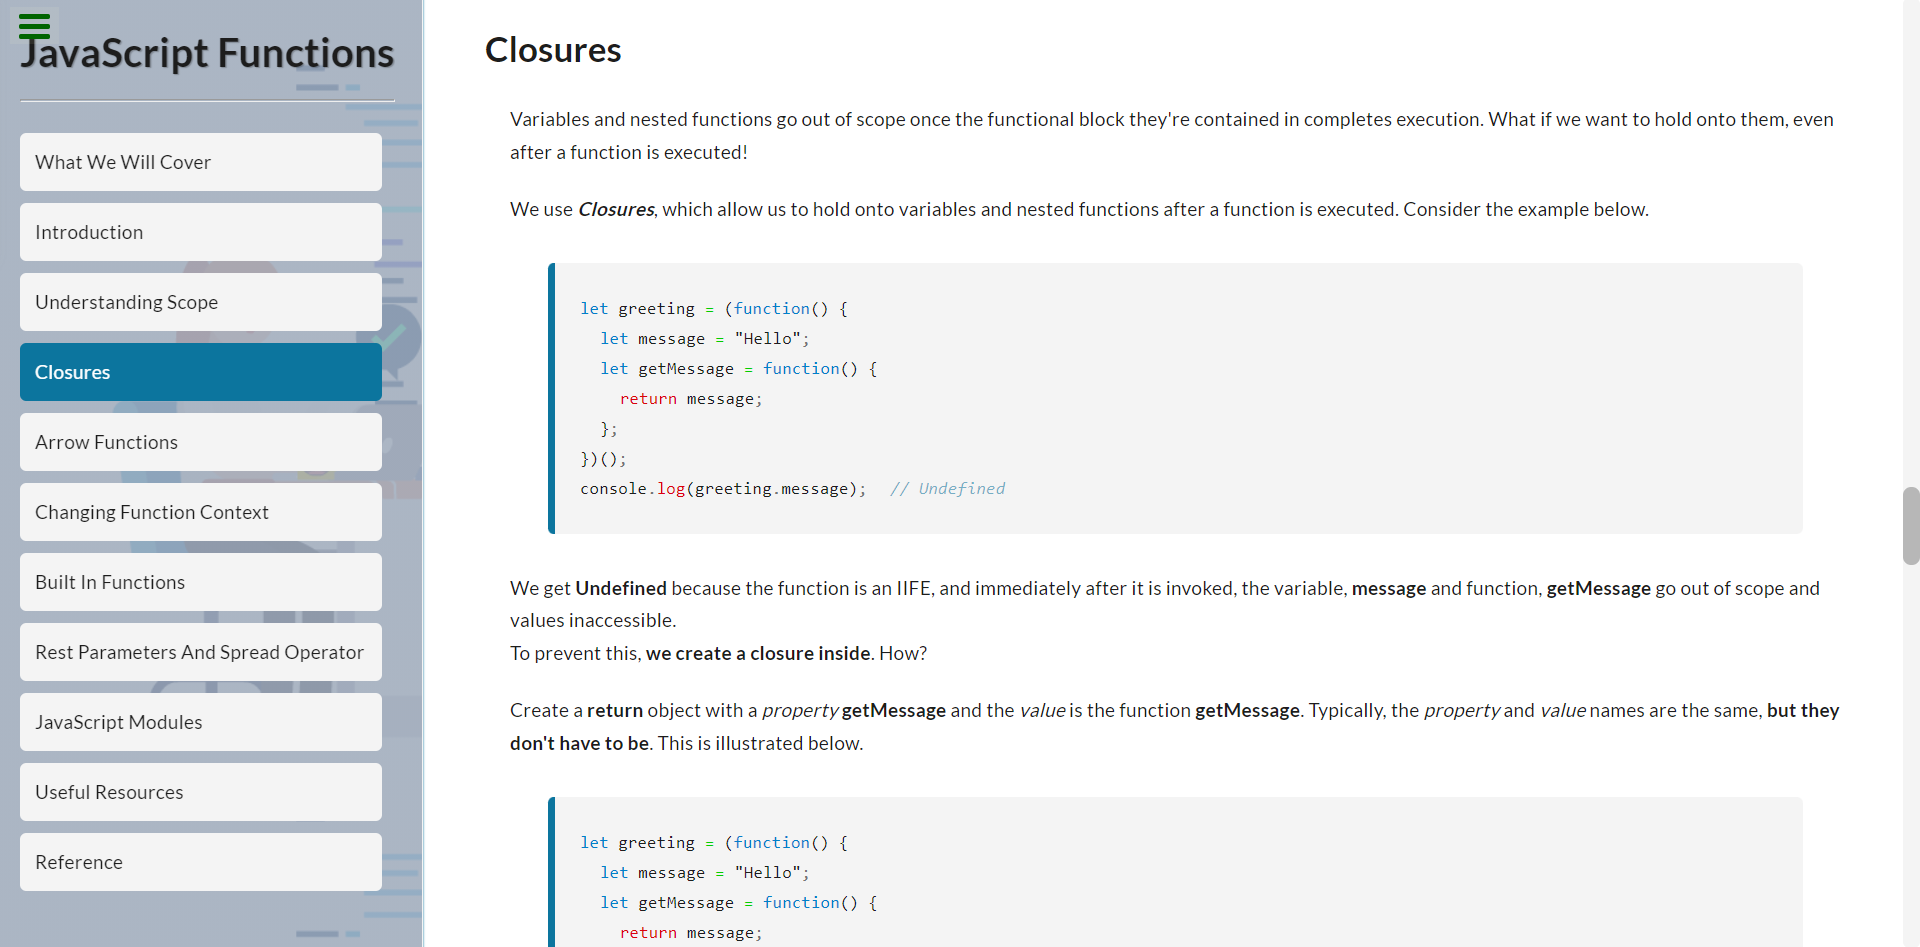 JavaScript Functions
What We Will Cover
Introduction
Understanding Scope
Closures
Arrow Functions
Changing Function Context
Built In Functions
Rest Parameters And Spread Operator
JavaScript Modules
Useful Resources
Reference
Closures
Variables and nested functions go out of scope once the functional block they're contained in completes execution. What if we want to hold onto them, even
after a function is executed!
We use Closures, which allow us to hold onto variables and nested functions after a function is executed. Consider the example below.
let greeting = (function() {
  let message = "Hello";
  let getMessage = function() {
    return message;
  };
})();
console.log(greeting.message);  // Undefined
We get Undefined because the function is an IIFE, and immediately after it is invoked, the variable, message and function, getMessage go out of scope and
values inaccessible.
To prevent this, we create a closure inside. How?
Create a return object with a property getMessage and the value is the function getMessage. Typically, the property and value names are the same, but they
don't have to be. This is illustrated below.
let greeting = (function() {
  let message = "Hello";
  let getMessage = function() {
    return message;